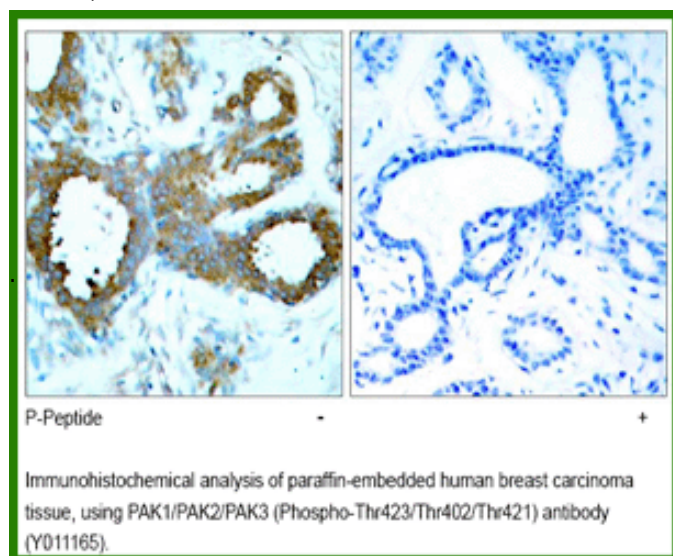 P-Peptide - +
Immunohistochemical analysis of paraffin-embedded human breast carcinoma
tissue, using PAK1/PAK2/PAK3 (Phospho-Thr423/Thr402/Thr421) antibody
(Y011165).